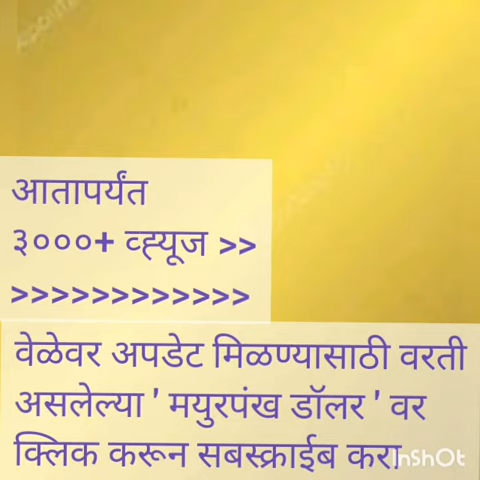 आतापर्यंत
३०००+ व्ह्यूज >>
>>>>>>>>>>>>
वेळेवर अपडेट मिळण्यासाठी वरती
असलेल्या ' मयुरपंख डॉलर ' वर
क्लिक करून सबस्क्राईब करा
InShOt